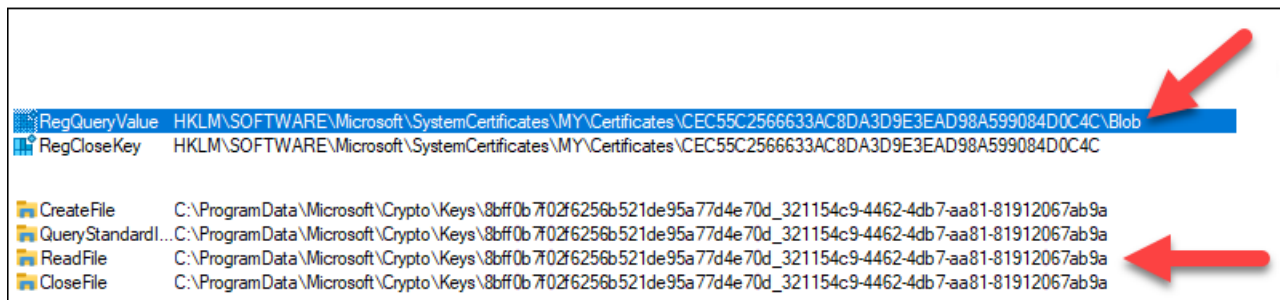 RegQueryValue HKLM\SOFTWARE\Microsoft\SystemCertificates\MY\Certificates\CEC55C2566633AC8DA3D9E3EAD98A599084D0C4C\Blob
RegCloseKey HKLM\SOFTWARE\Microsoft\SystemCertificates\MY\Certificates\CEC55C2566633AC8DA3D9E3EAD98A599084D0C4C
CreateFile C:\ProgramData\Microsoft\Crypto\Keys\8bff0b7f02f6256b521de95a77d4e70d_321154c9-4462-4db7-aa81-81912067ab9a
QueryStandardI...C:\ProgramData\Microsoft\Crypto\Keys\8bff0b7f02f6256b521de95a77d4e70d_321154c9-4462-4db7-aa81-81912067ab9a
ReadFile C:\ProgramData\Microsoft\Crypto\Keys\8bff0b7f02f6256b521de95a77d4e70d_321154c9-4462-4db7-aa81-81912067ab9a
CloseFile C:\ProgramData\Microsoft\Crypto\Keys\8bff0b7f02f6256b521de95a77d4e70d_321154c9-4462-4db7-aa81-81912067ab9a